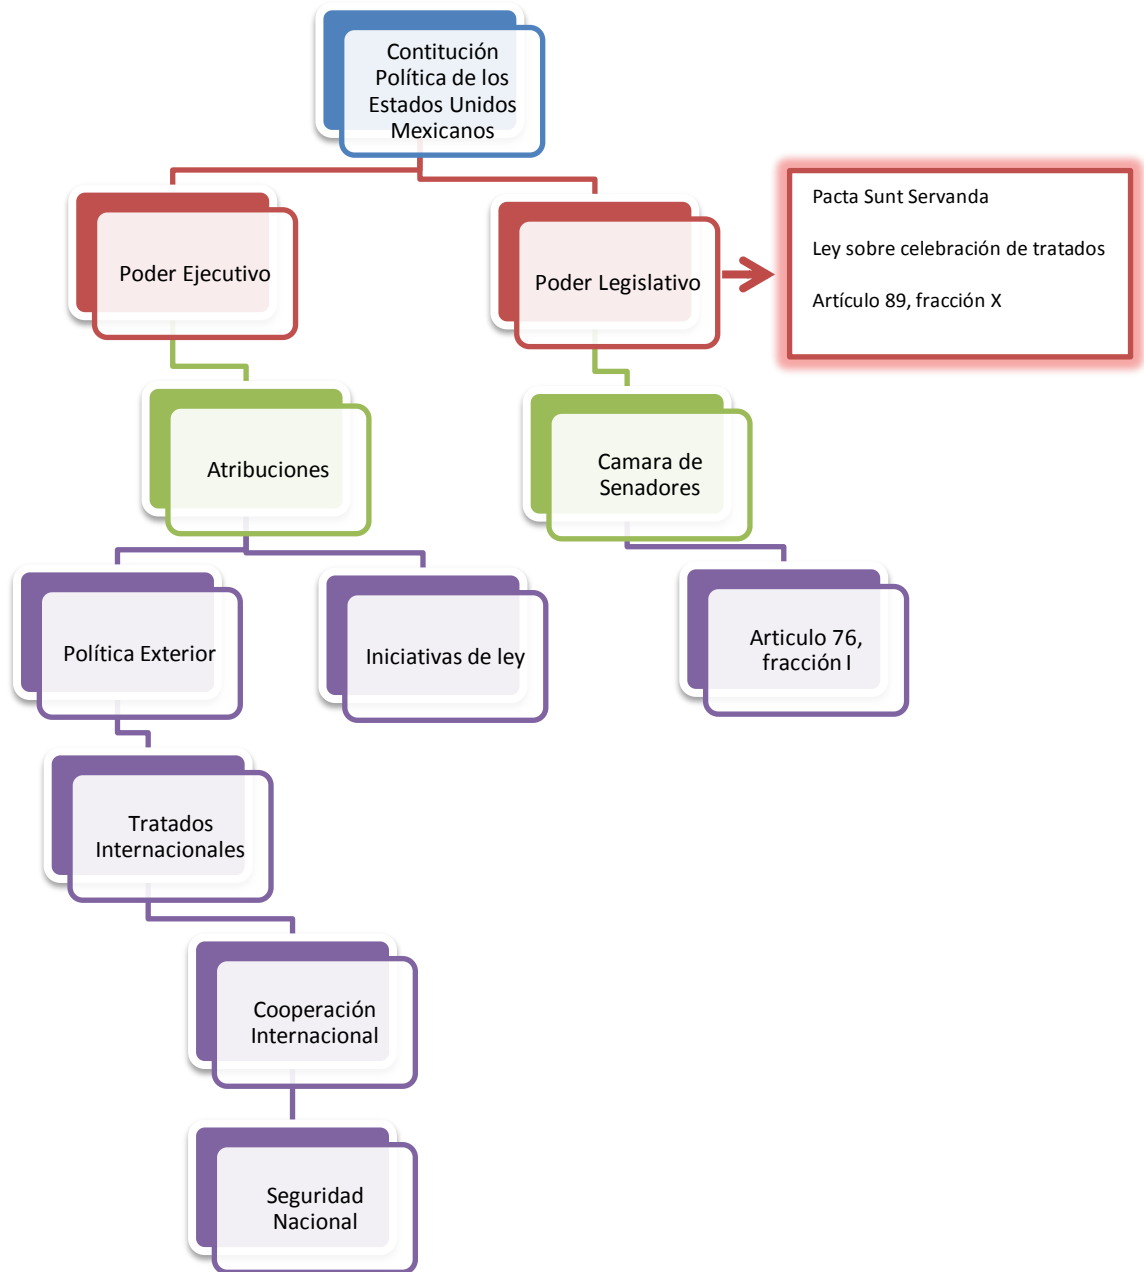 Contitución
Política de los
Estados Unidos
Mexicanos
Poder Ejecutivo
Poder Legislativo
Pacta Sunt Servanda
Ley sobre celebración de tratados
Artículo 89, fracción X
Atribuciones
Camara de
Senadores
Política Exterior
Iniciativas de ley
Articulo 76,
fracción I
Tratados
Internacionales
Cooperación
Internacional
Seguridad
Nacional